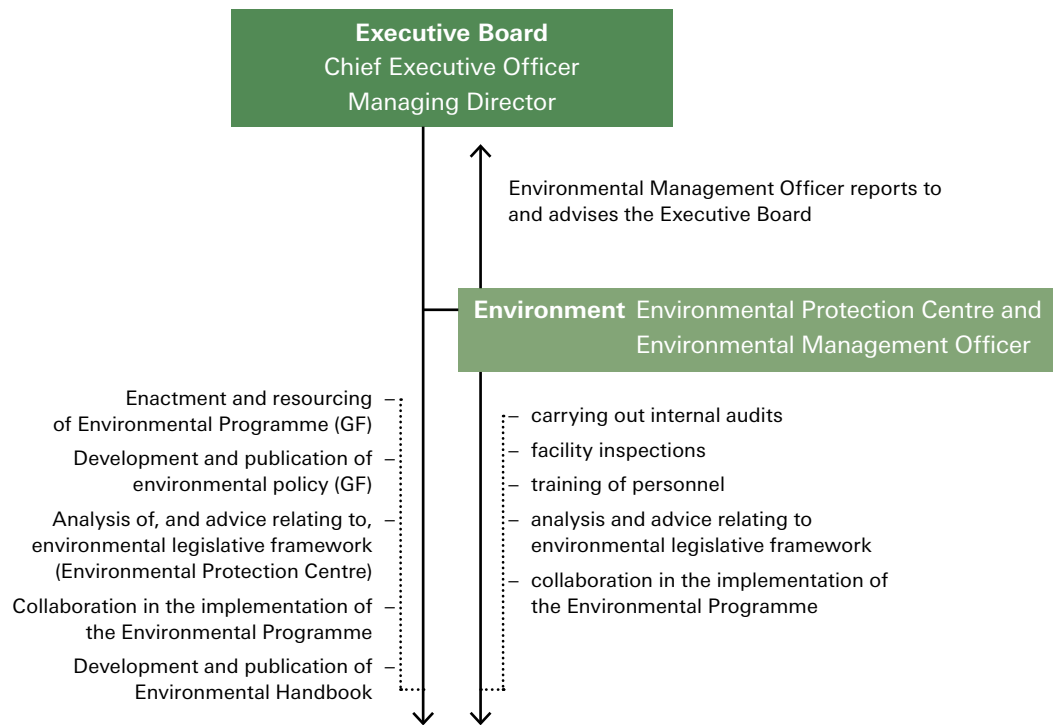 Executive Board
Chief Executive Officer
Managing Director
Environmental Management Officer reports to
and advises the Executive Board
Environment Environmental Protection Centre and
Environmental Management Officer
Enactment and resourcing –
of Environmental Programme (GF)
Development and publication of –
environmental policy (GF)
Analysis of, and advice relating to, –
environmental legislative framework
(Environmental Protection Centre)
Collaboration in the implementation of –
the Environmental Programme
Development and publication of –
Environmental Handbook
– carrying out internal audits
– facility inspections
– training of personnel
– analysis and advice relating to
environmental legislative framework
– collaboration in the implementation of
the Environmental Programme